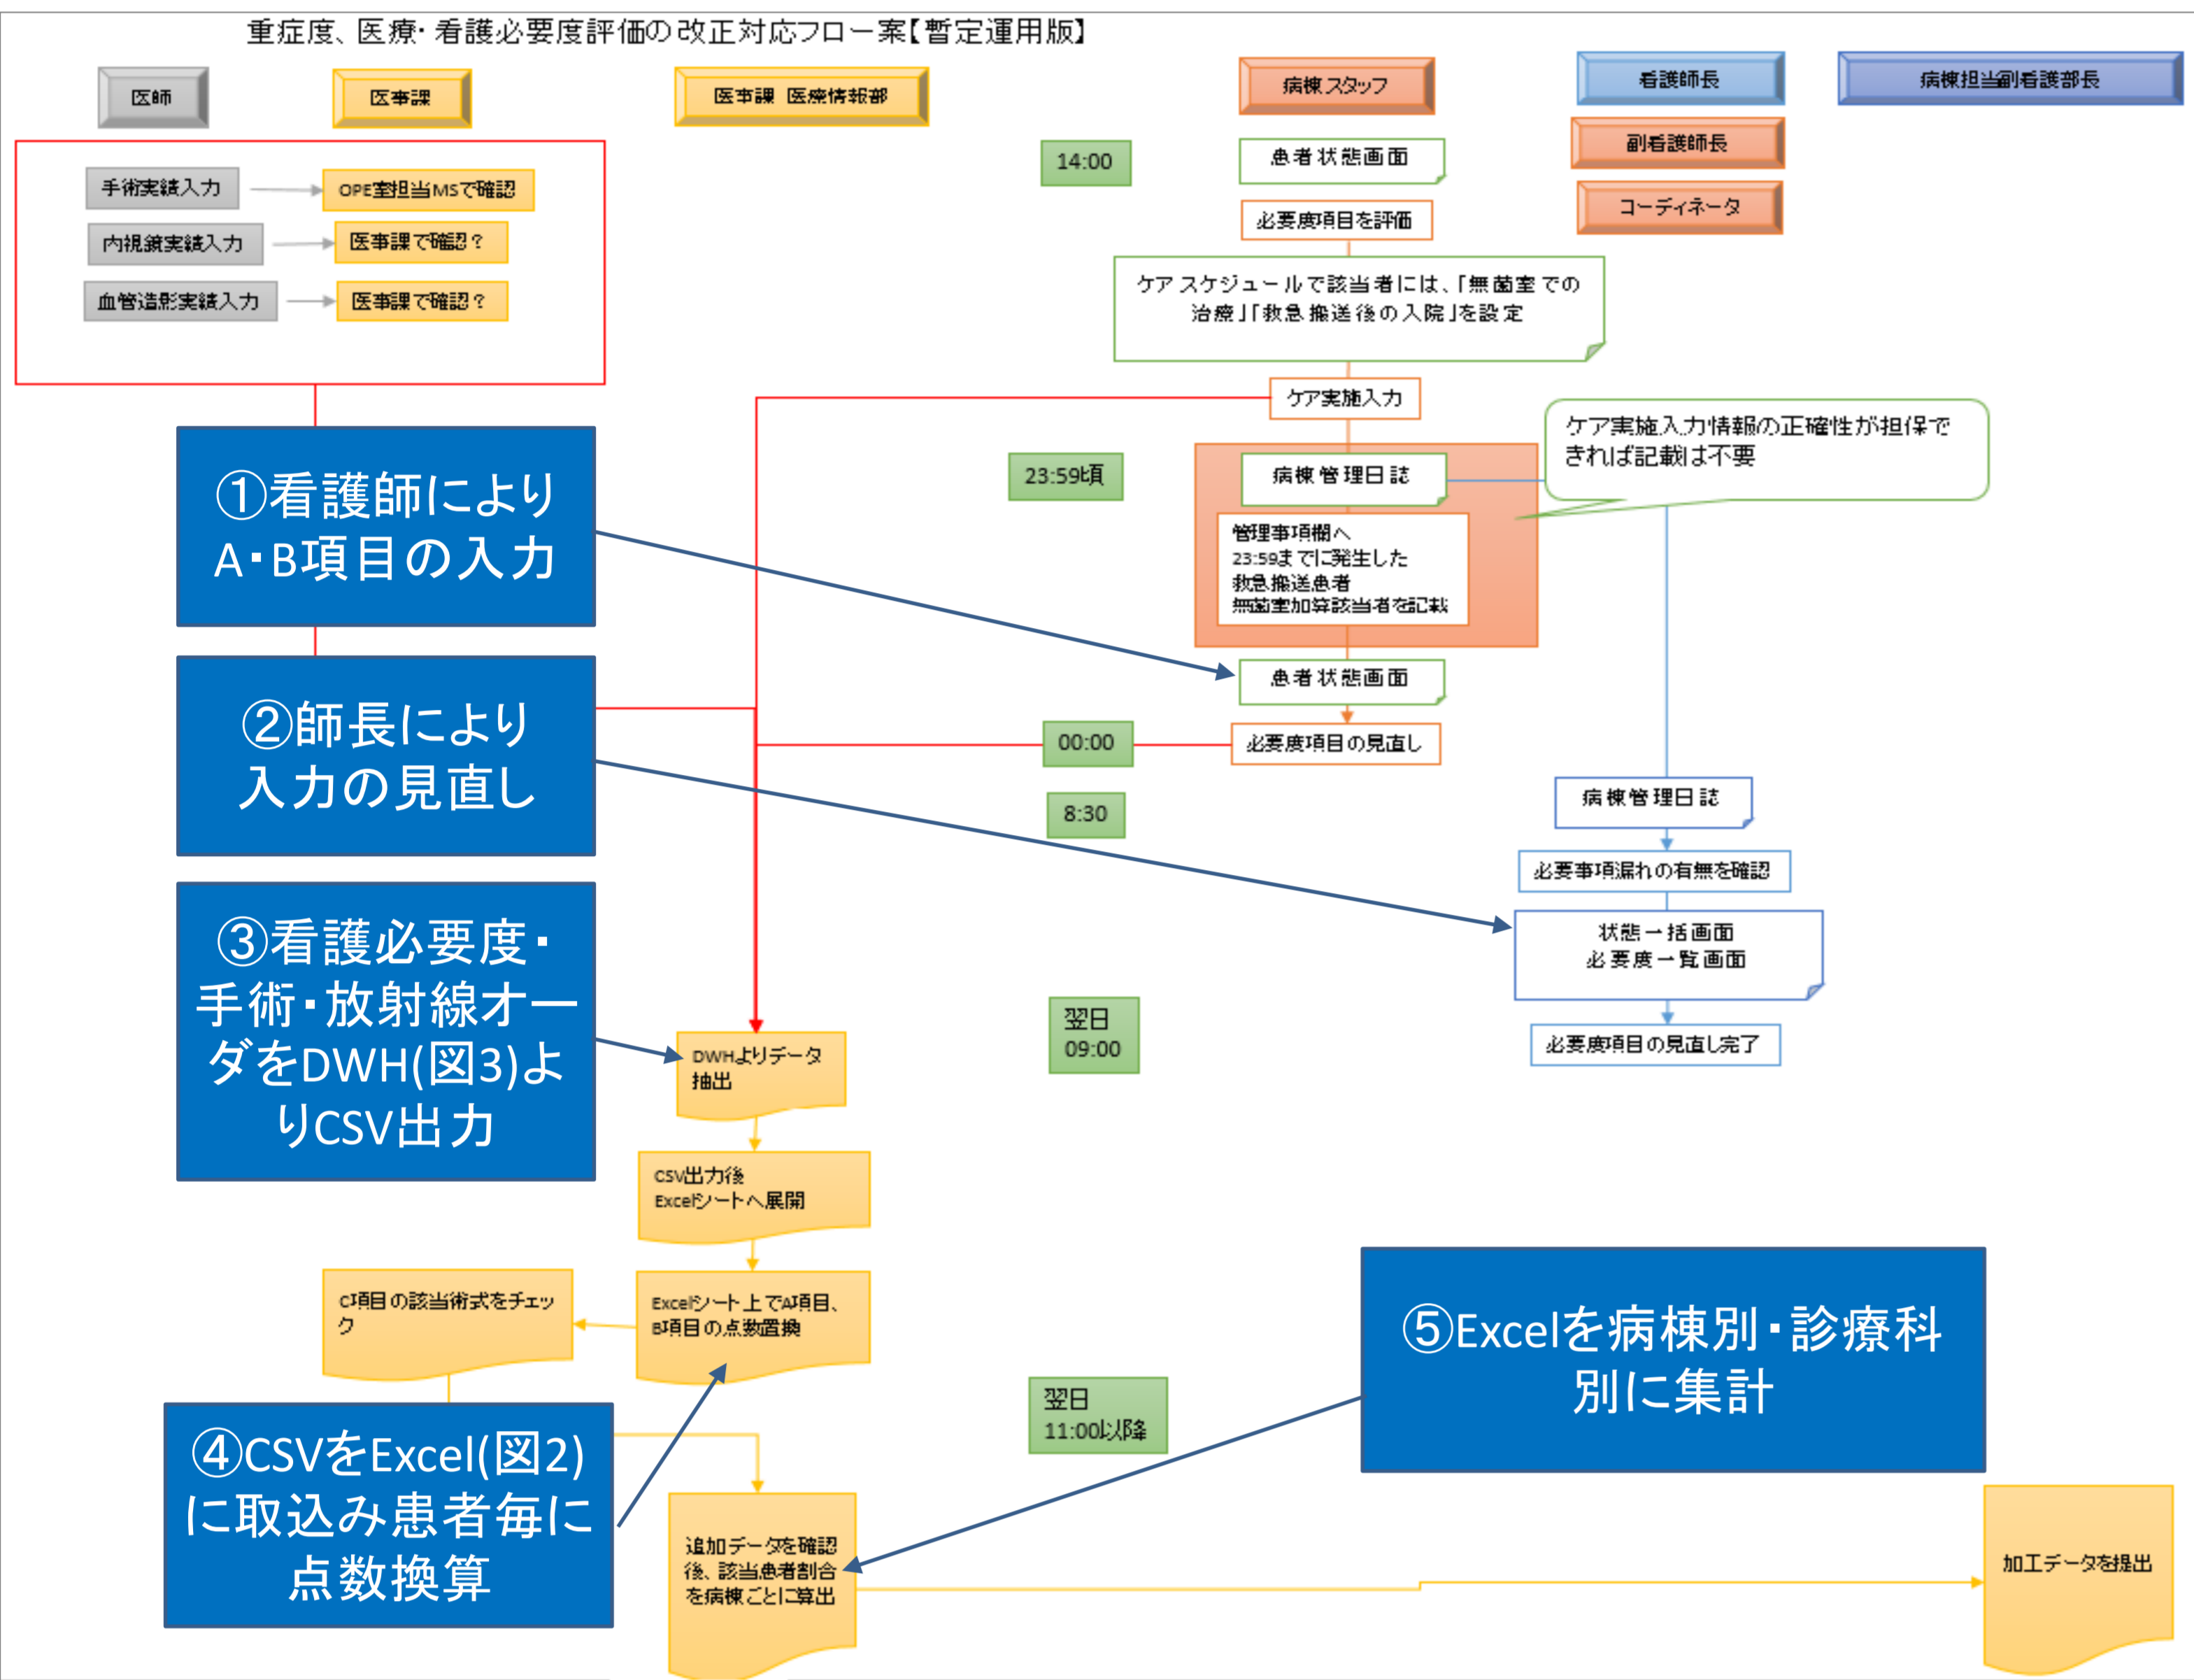 重症度、医療・看護必要度評価の改正対応フロー案【暫定運用版】
医師
医事課
医事課 医療情報部
病棟スタッフ
看護師長
病棟担当副看護部長
副看護師長
コーディネータ
手術実績入力
OPE室担当MSで確認
内視鏡実績入力
医事課で確認？
血管造影実績入力
医事課で確認？
14:00
患者状態画面
必要度項目を評価
ケアスケジュールで該当者には、「無菌室での
治療」「救急搬送後の入院」を設定
ケア実施入力
ケア実施入力情報の正確性が担保で
きれば記載は不要
23:59頃
病棟管理日誌
管理事項欄へ
23:59までに発生した
救急搬送患者
無菌室加算該当者を記載
患者状態画面
00:00
必要度項目の見直し
8:30
病棟管理日誌
必要事項漏れの有無を確認
状態一括画面
必要度一覧画面
必要度項目の見直し完了
①看護師により
A・B項目の入力
②師長により
入力の見直し
③看護必要度・
手術・放射線オー
ダをDWH(図3)よ
りCSV出力
翌日
09:00
DWHよりデータ
抽出
CSV出力後
Excelシートへ展開
Excelシート上でA項目、
B項目の点数置換
C項目の該当術式をチェッ
ク
④CSVをExcel(図2)
に取込み患者毎に
点数換算
翌日
11:00以降
⑤Excelを病棟別・診療科
別に集計
追加データを確認
後、該当患者割合
を病棟ごとに算出
加工データを提出